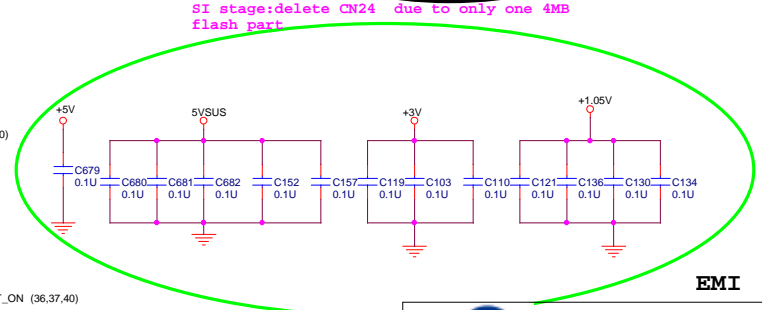 SI stage:delete CN24 due to only one 4MB
flash part
+5V
5VSUS
+3V
+1.05V
0)
C679
0.1U
C680
0.1U
C681
0.1U
C682
0.1U
C152
0.1U
C157
0.1U
C119
0.1U
C103
0.1U
C110
0.1U
C121
0.1U
C136
0.1U
C130
0.1U
C134
0.1U
EMI
T_ON (36,37,40)